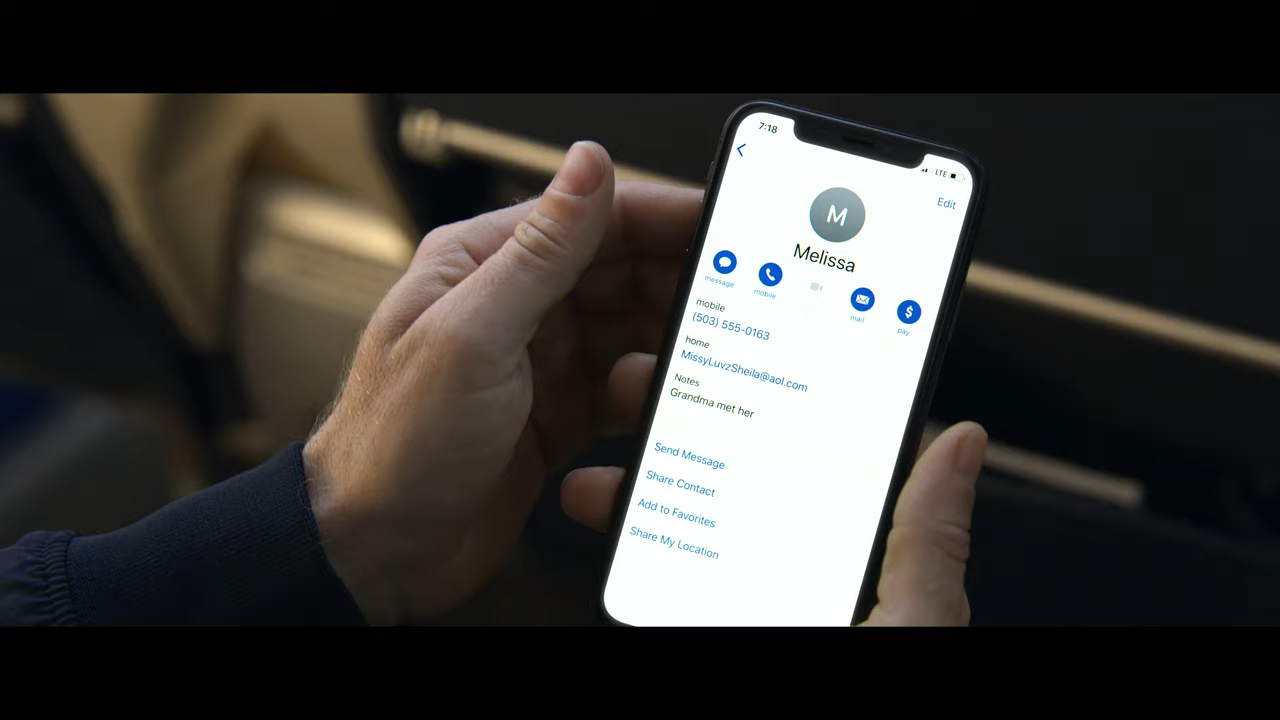 7:18
LTE
Edit
M
Melissa
message
mobile
mail
pay
mobile
(503) 555-0163
home
MissyLuvzSheila@aol.com
Notes
Grandma met her
Send Message
Share Contact
Add to Favorites
Share My Location